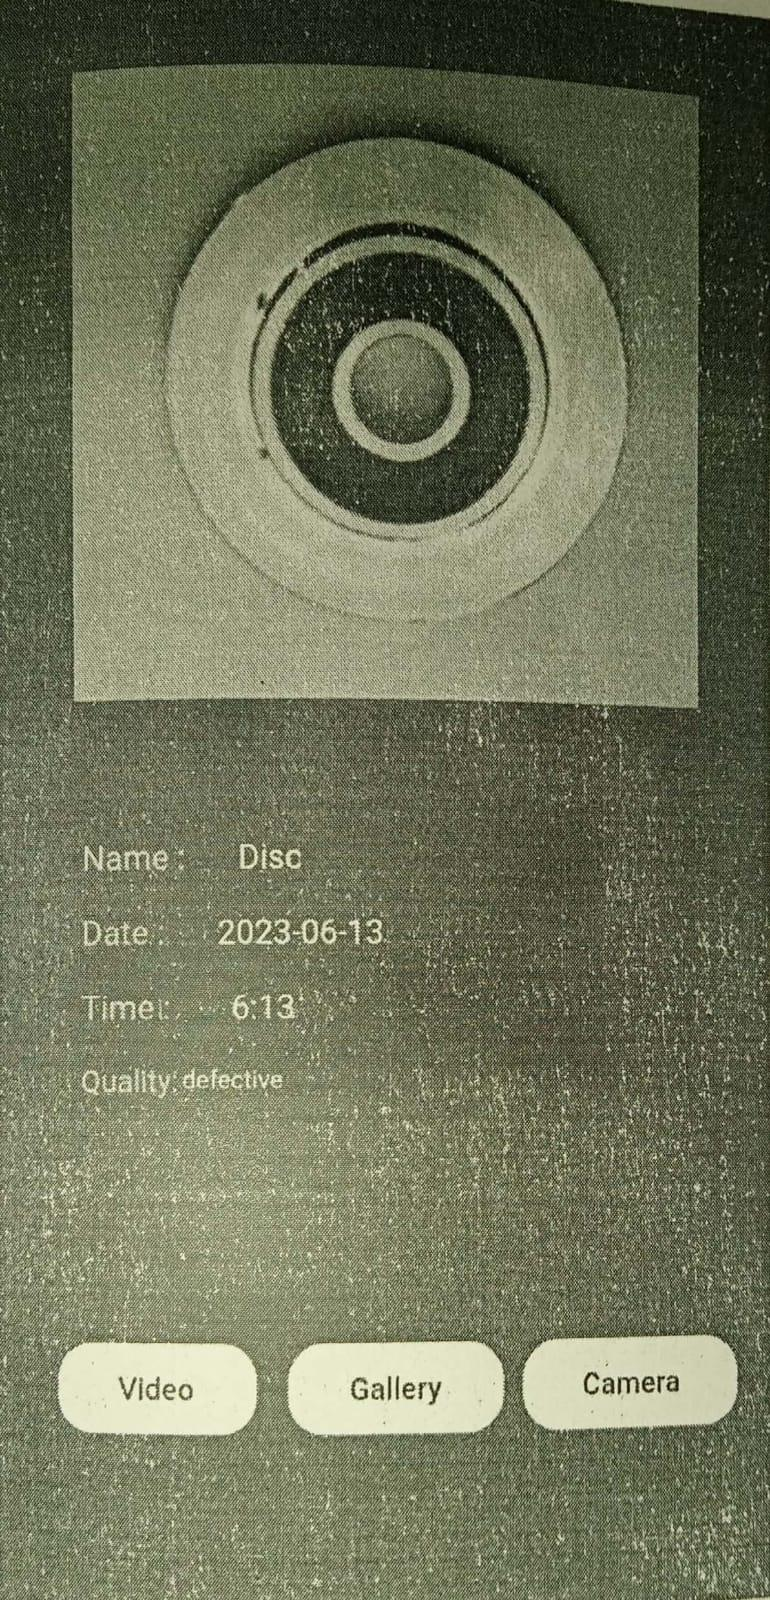 Name : Disc
Date : 2023-06-13
Time : 6:13
Quality: defective
Video Gallery Camera